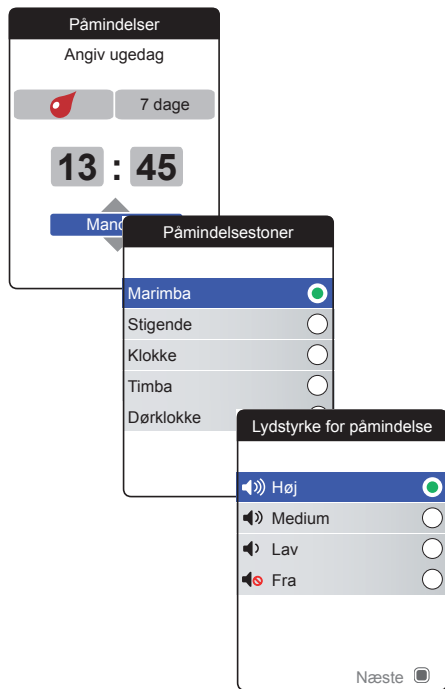 Påmindelser
Angiv ugedag
7 dage
13 : 45
Påmindelsestoner
Marimba
Stigende
Klokke
Timba
Dørklokke
Lydstyrke for påmindelse
Høj
Medium
Lav
Fra
Næste